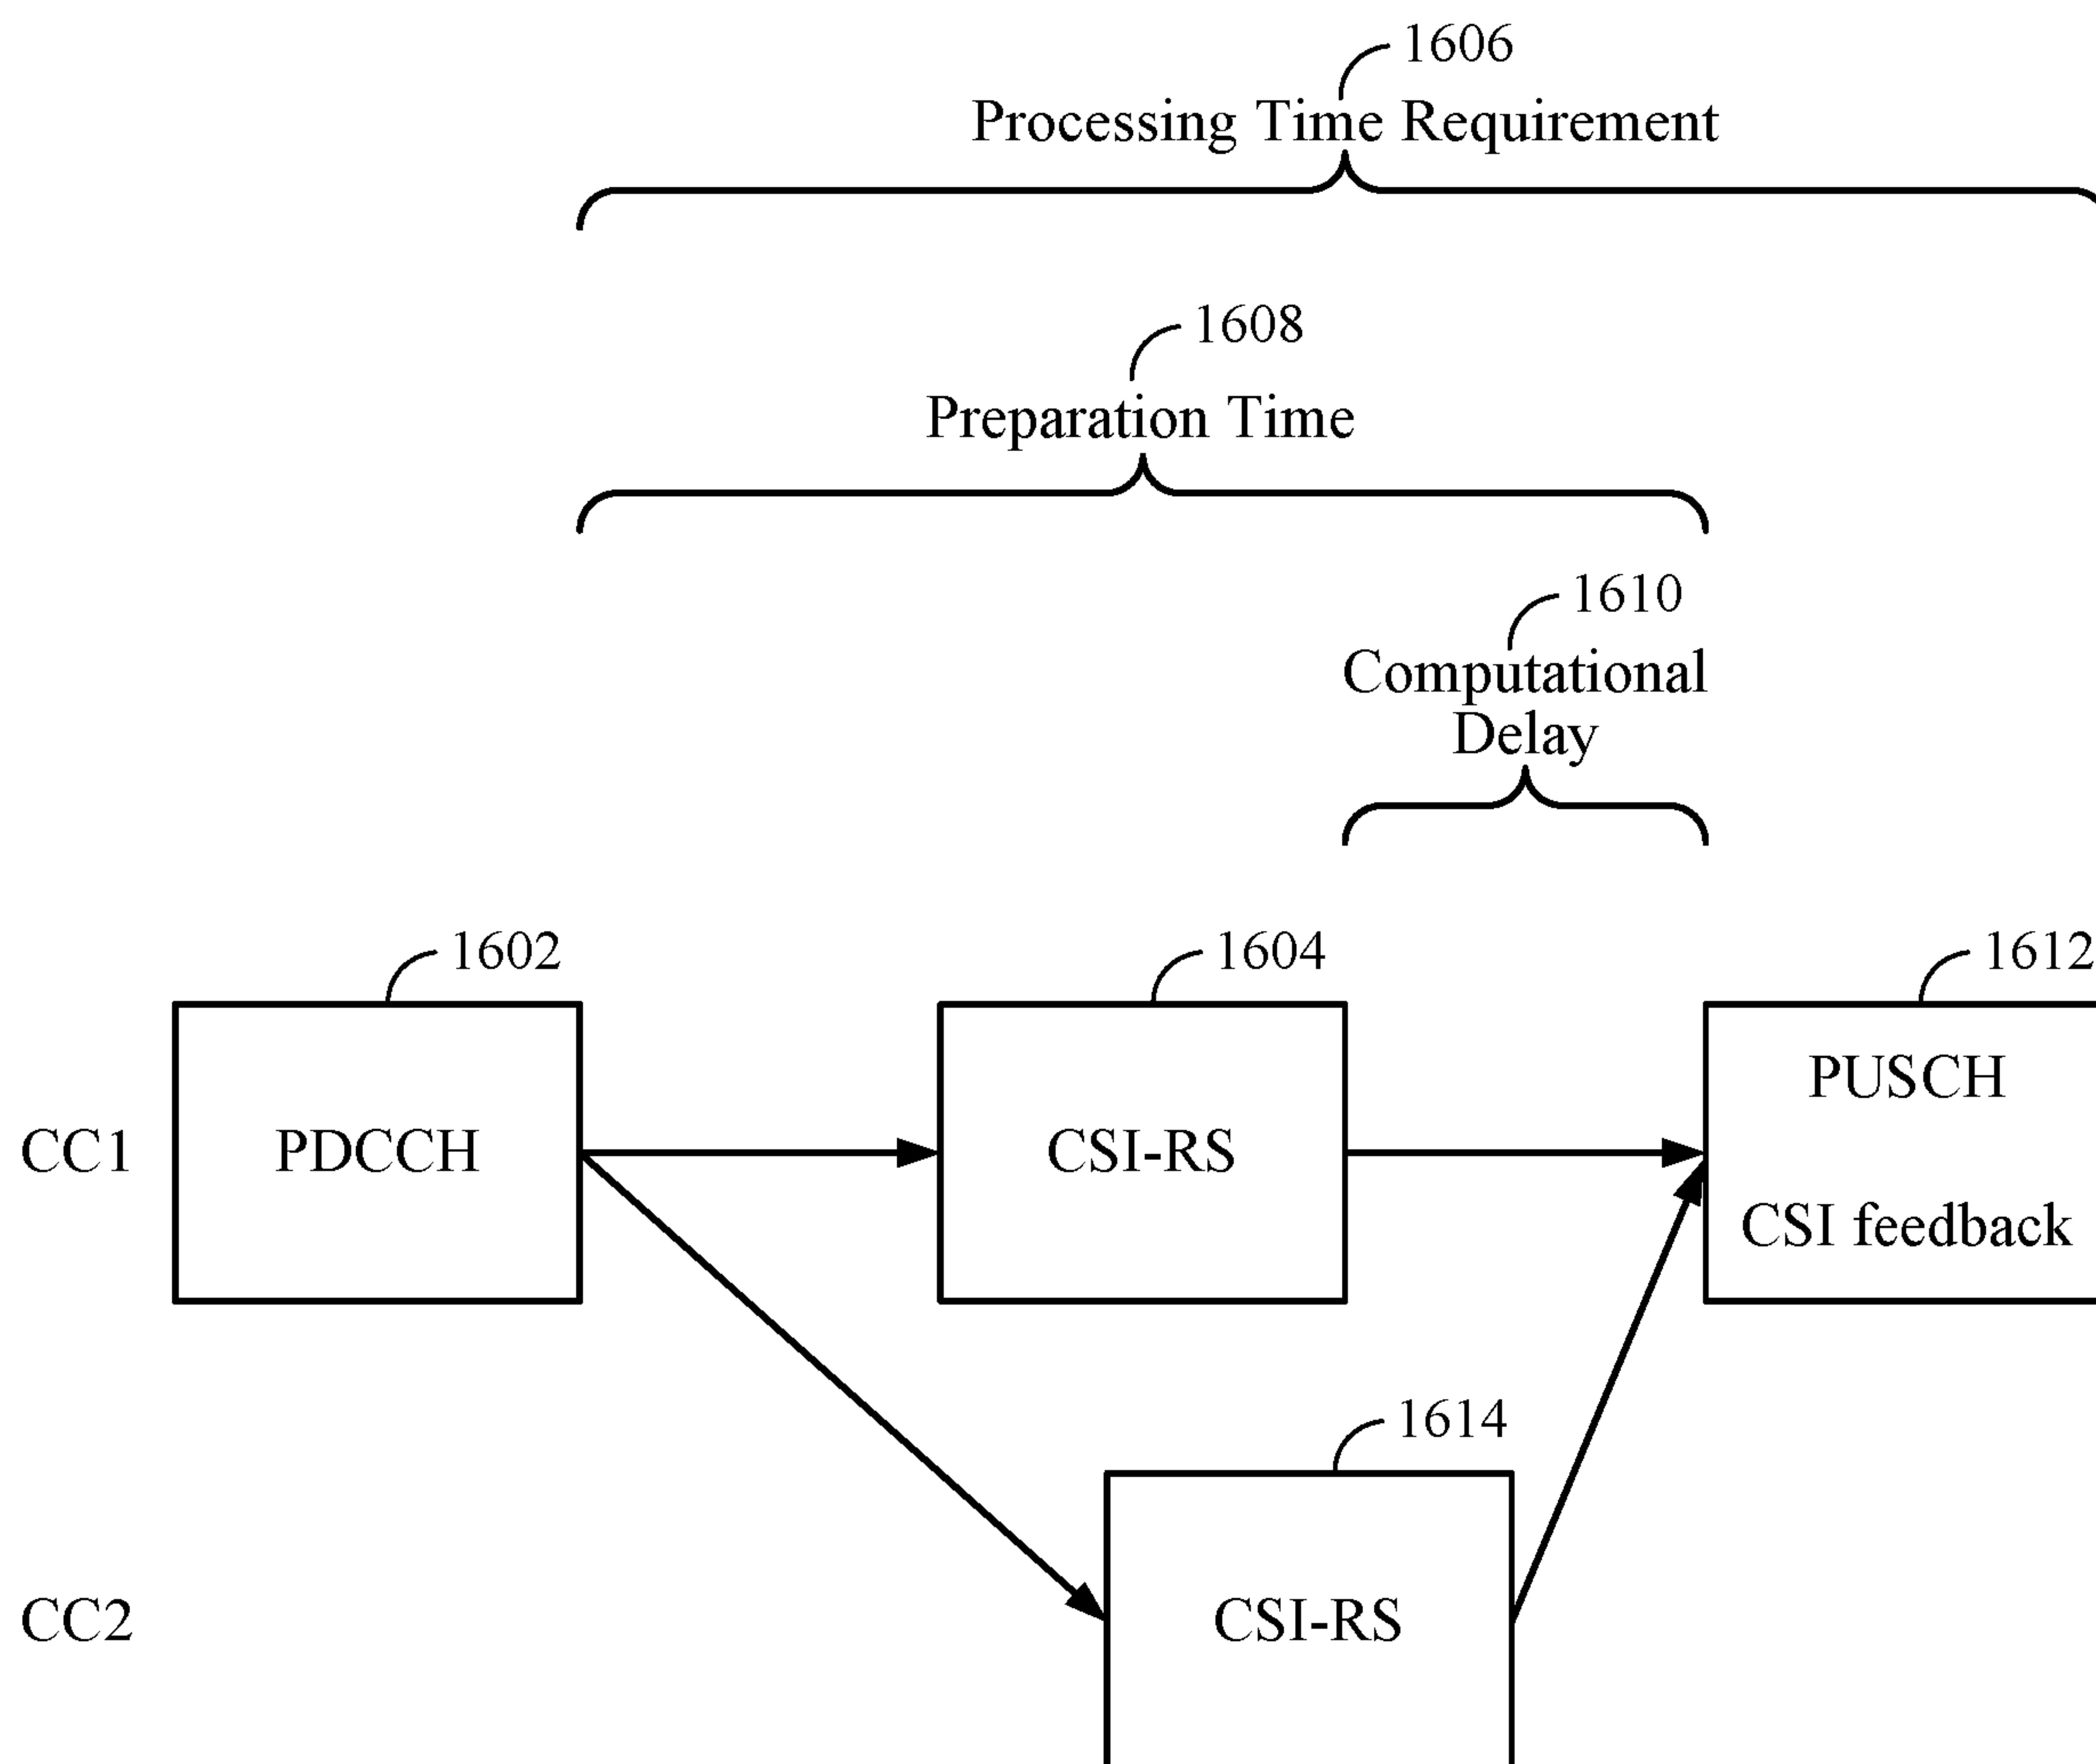 1606
Processing Time Requirement
1608
Preparation Time
1610
Computational
Delay
1602
1604
1612
CC1
PDCCH
CSI-RS
PUSCH
CSI feedback
1614
CC2
CSI-RS